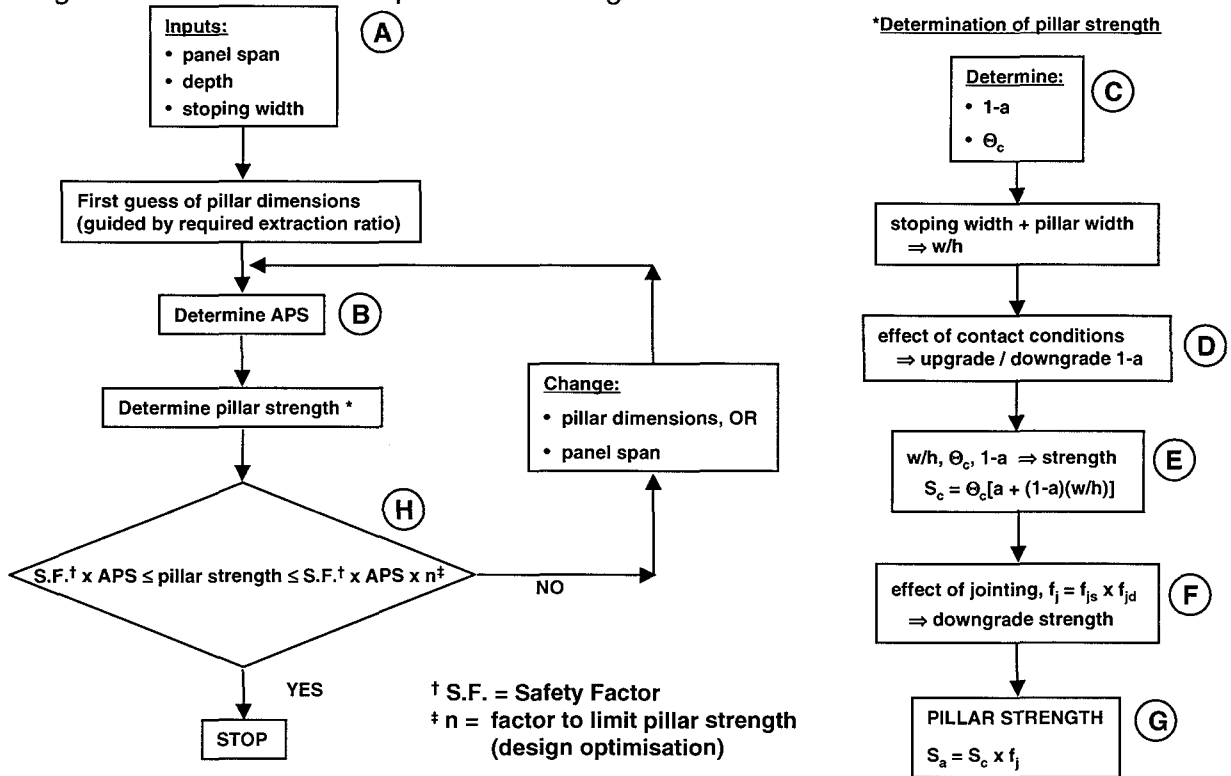 Inputs:
• panel span
• depth
• stoping width
A
First guess of pillar dimensions
(guided by required extraction ratio)
Determine APS
B
Determine pillar strength *
Change:
• pillar dimensions, OR
• panel span
H
S.F.† x APS ≤ pillar strength ≤ S.F.† x APS x n‡
NO
YES
STOP
† S.F. = Safety Factor
‡ n = factor to limit pillar strength
(design optimisation)
*Determination of pillar strength
Determine:
• 1-a
• Θc
C
stoping width + pillar width
⇒ w/h
effect of contact conditions
⇒ upgrade / downgrade 1-a
D
w/h, Θc, 1-a ⇒ strength
Sc = Θc[a + (1-a)(w/h)]
E
effect of jointing, fj = fjs x fjd
⇒ downgrade strength
F
PILLAR STRENGTH
Sa = Sc x fj
G